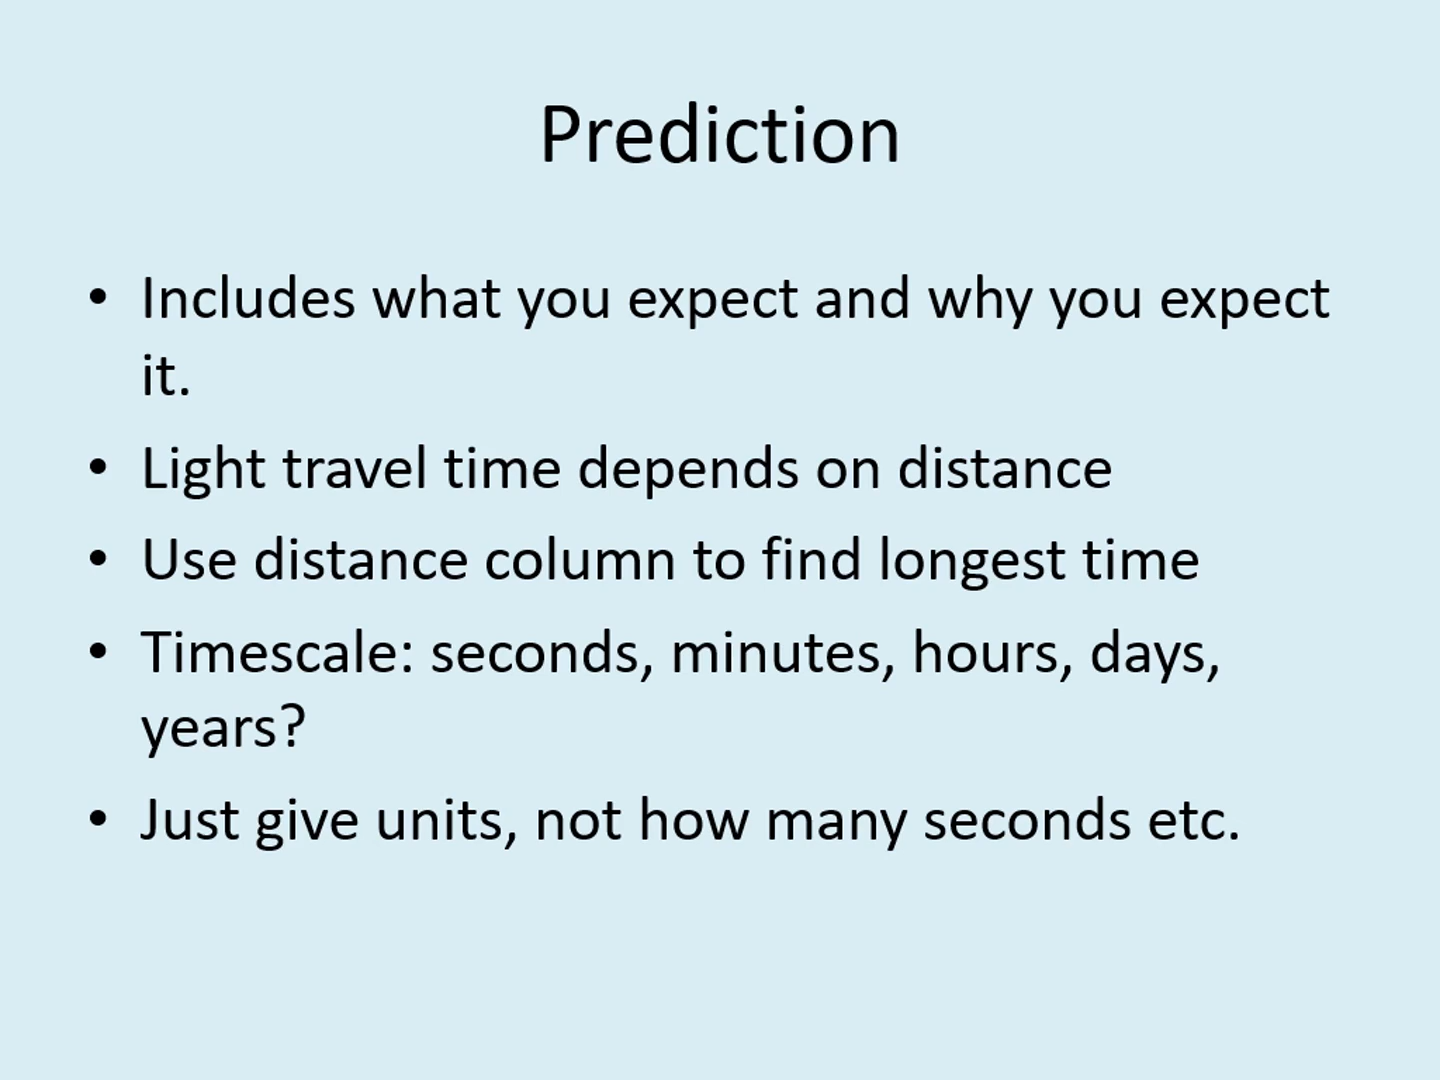 Prediction
• Includes what you expect and why you expect
it.
• Light travel time depends on distance
• Use distance column to find longest time
• Timescale: seconds, minutes, hours, days,
years?
• Just give units, not how many seconds etc.